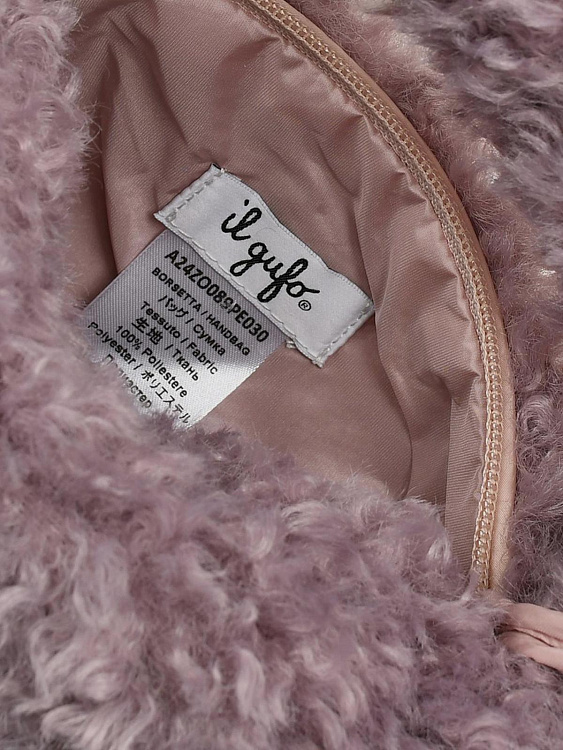 il gufo®
A24ZO089PE030
BORSETTA / HANDBAG
バッグ / Сумка
Tessuto / Fabric
生地 / Ткань
100% Poliestere
Polyester / ポリエステル